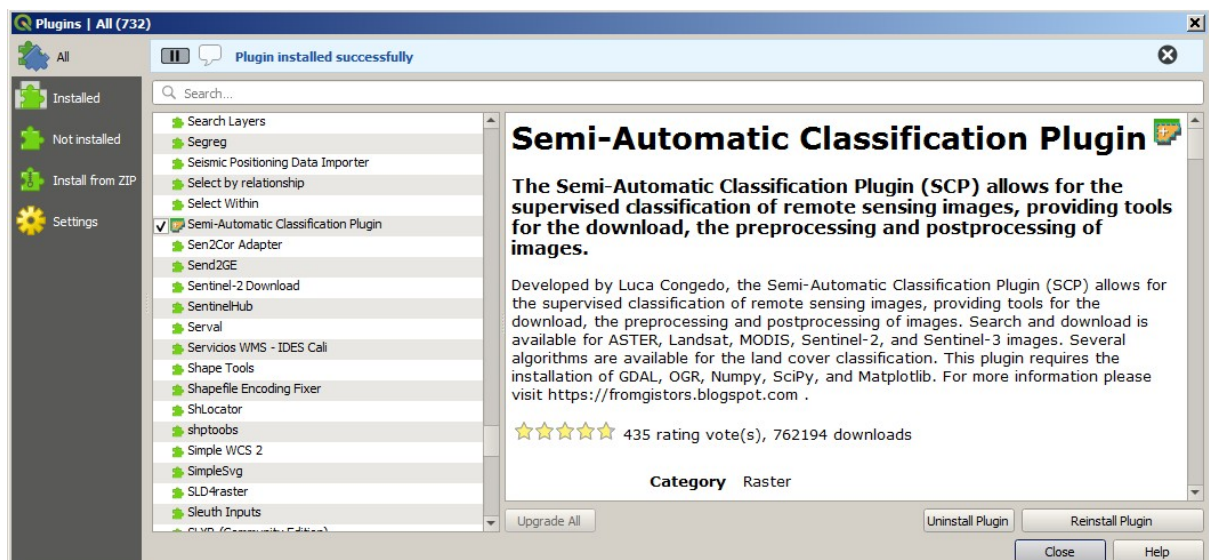 Plugins | All (732)
All
Installed
Not installed
Install from ZIP
Settings
Plugin installed successfully
Search...
Search Layers
Segreg
Seismic Positioning Data Importer
Select by relationship
Select Within
Semi-Automatic Classification Plugin
Sen2Cor Adapter
Send2GE
Sentinel-2 Download
SentinelHub
Serval
Servicios WMS - IDES Cali
Shape Tools
Shapefile Encoding Fixer
ShLocator
shptoobs
Simple WCS 2
SimpleSvg
SLD4raster
Sleuth Inputs
Semi-Automatic Classification Plugin
The Semi-Automatic Classification Plugin (SCP) allows for the
supervised classification of remote sensing images, providing tools
for the download, the preprocessing and postprocessing of
images.
Developed by Luca Congedo, the Semi-Automatic Classification Plugin (SCP) allows for
the supervised classification of remote sensing images, providing tools for the
download, the preprocessing and postprocessing of images. Search and download is
available for ASTER, Landsat, MODIS, Sentinel-2, and Sentinel-3 images. Several
algorithms are available for the land cover classification. This plugin requires the
installation of GDAL, OGR, Numpy, SciPy, and Matplotlib. For more information please
visit https://fromgistors.blogspot.com .
435 rating vote(s), 762194 downloads
Category Raster
Upgrade All
Uninstall Plugin
Reinstall Plugin
Close
Help